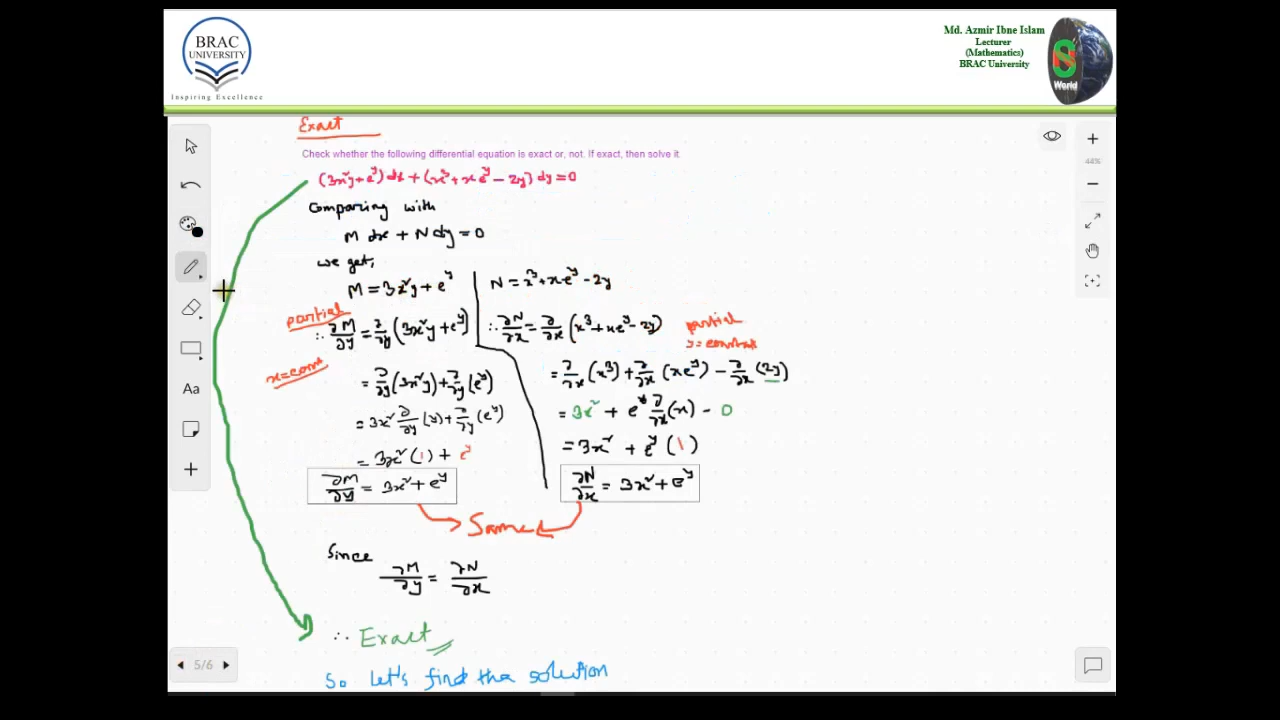 BRAC
UNIVERSITY
Inspiring Excellence
Md. Azmir Ibne Islam
Lecturer
(Mathematics)
BRAC University
S
World
Exact
Check whether the following differential equation is exact or, not. If exact, then solve it
(3x²y+e^y)dx+(x³+xe^y-2y)dy=0
Comparing with
M dx + N dy = 0
we get,
M = 3x²y + e^y
N = x³+xe^y-2y
partial
∴ ∂M/∂y = ∂/∂y (3x²y+e^y)
∴ ∂N/∂x = ∂/∂x (x³+xe^y-2y)
partial
y=constant
x=const
= ∂/∂y (3x²y)+∂/∂y (e^y)
= ∂/∂x (x³)+∂/∂x (xe^y) - ∂/∂x (2y)
= 3x² ∂/∂y (y)+∂/∂y (e^y)
= 3x² + e^y ∂/∂x (x) - 0
= 3x² (1) + e^y
= 3x² + e^y (1)
∂M/∂y = 3x²+e^y
∂N/∂x = 3x²+e^y
Same
Since
∂M/∂y = ∂N/∂x
∴ Exact
So let's find the solution
Aa
5/6
44%